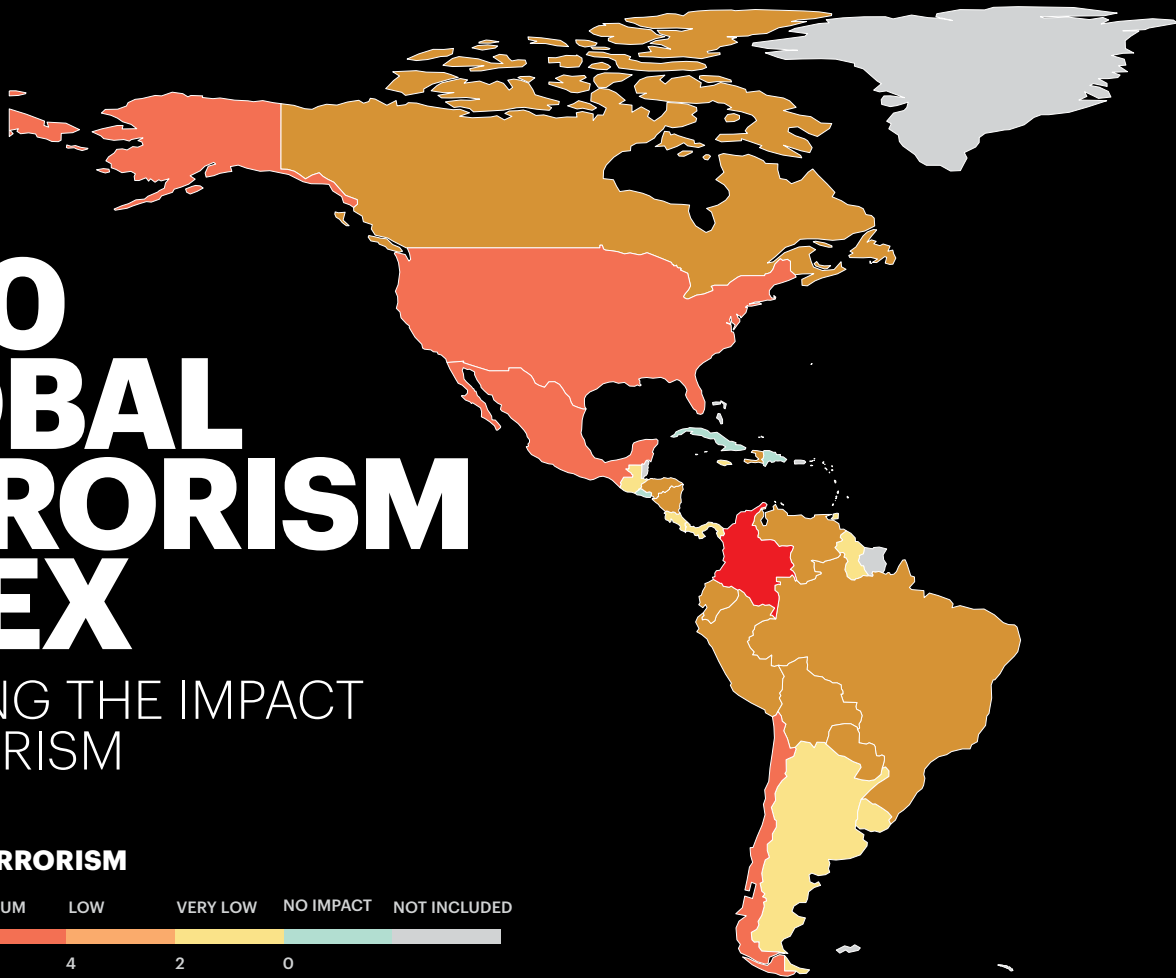 0
OBAL
RRORISM
EX
NG THE IMPACT
RISM
RRORISM
UM LOW VERY LOW NO IMPACT NOT INCLUDED
4 2 0